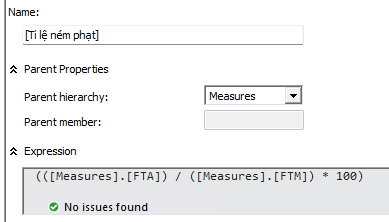 Name:
[Tỉ lệ ném phạt]
Parent Properties
Parent hierarchy:
Measures
Parent member:
Expression
(([Measures].[FTA]) / ([Measures].[FTM]) * 100)
No issues found